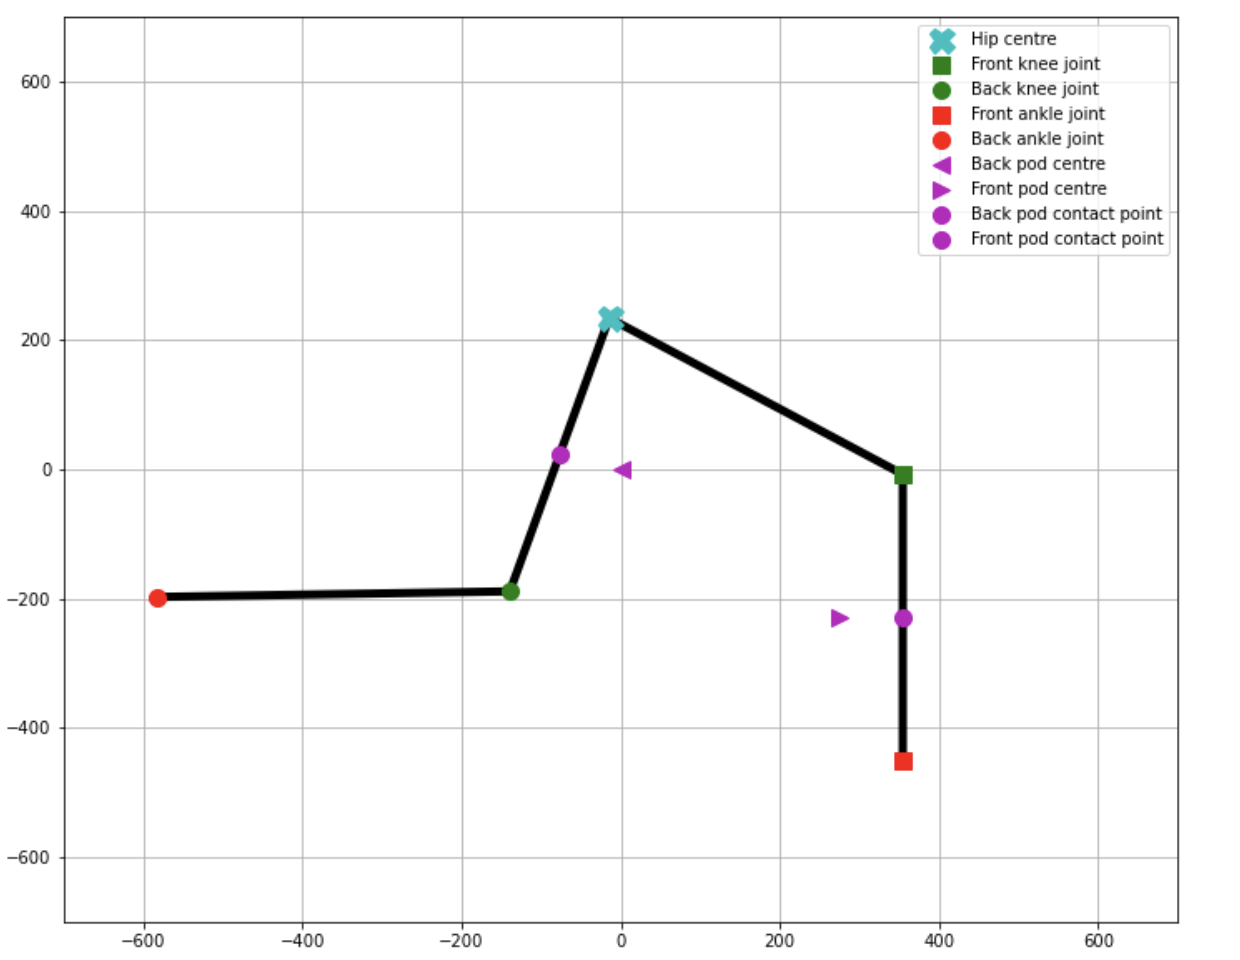 Hip centre
Front knee joint
Back knee joint
Front ankle joint
Back ankle joint
Back pod centre
Front pod centre
Back pod contact point
Front pod contact point
600
400
200
0
−200
−400
−600
−600 −400 −200 0 200 400 600